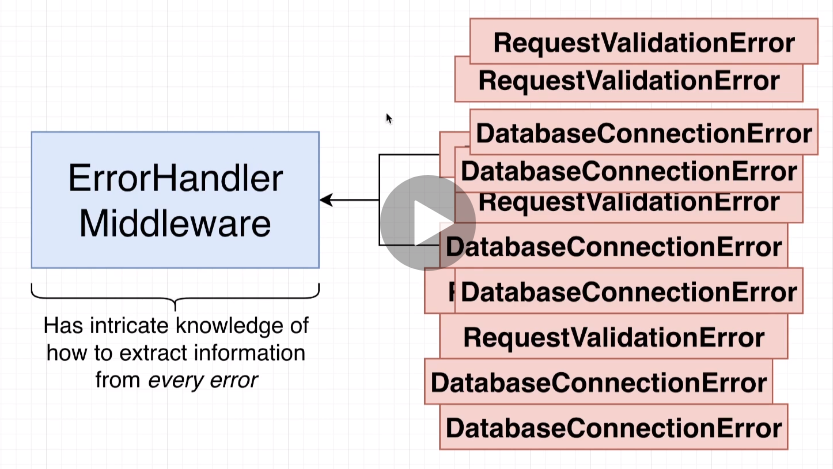 RequestValidationError
RequestValidationError
DatabaseConnectionError
DatabaseConnectionError
RequestValidationError
DatabaseConnectionError
DatabaseConnectionError
RequestValidationError
DatabaseConnectionError
DatabaseConnectionError
ErrorHandler
Middleware
Has intricate knowledge of
how to extract information
from every error